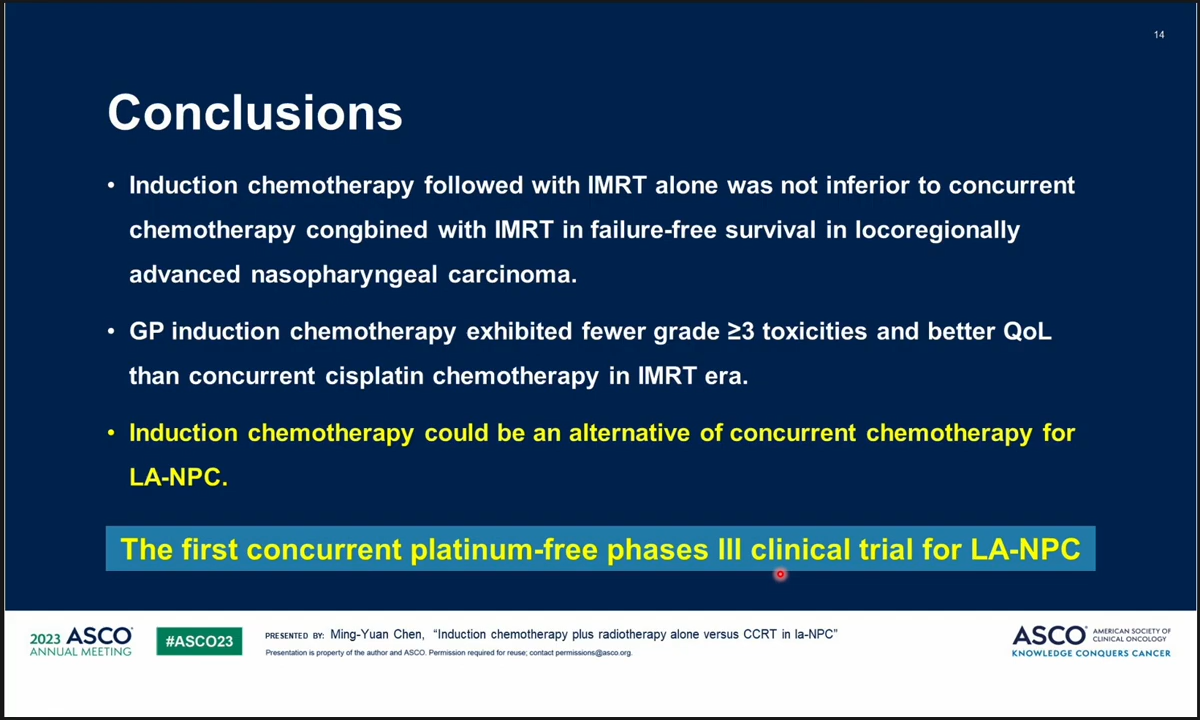 14
Conclusions
• Induction chemotherapy followed with IMRT alone was not inferior to concurrent
chemotherapy congbined with IMRT in failure-free survival in locoregionally
advanced nasopharyngeal carcinoma.
• GP induction chemotherapy exhibited fewer grade ≥3 toxicities and better QoL
than concurrent cisplatin chemotherapy in IMRT era.
• Induction chemotherapy could be an alternative of concurrent chemotherapy for
LA-NPC.
The first concurrent platinum-free phases III clinical trial for LA-NPC
2023 ASCO®
ANNUAL MEETING
#ASCO23
PRESENTED BY: Ming-Yuan Chen, “Induction chemotherapy plus radiotherapy alone versus CCRT in la-NPC”
Presentation is property of the author and ASCO. Permission required for reuse; contact permissions@asco.org.
ASCO® AMERICAN SOCIETY OF
CLINICAL ONCOLOGY
KNOWLEDGE CONQUERS CANCER